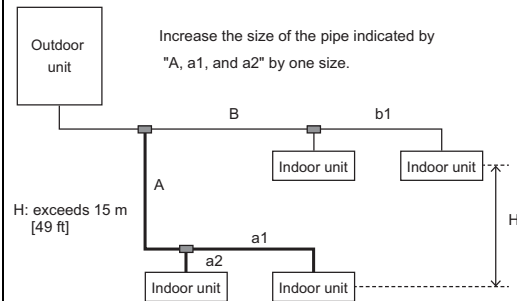 Outdoor
unit
Increase the size of the pipe indicated by
"A, a1, and a2" by one size.
B
b1
Indoor unit
Indoor unit
A
H: exceeds 15 m
[49 ft]
H
a1
a2
Indoor unit
Indoor unit